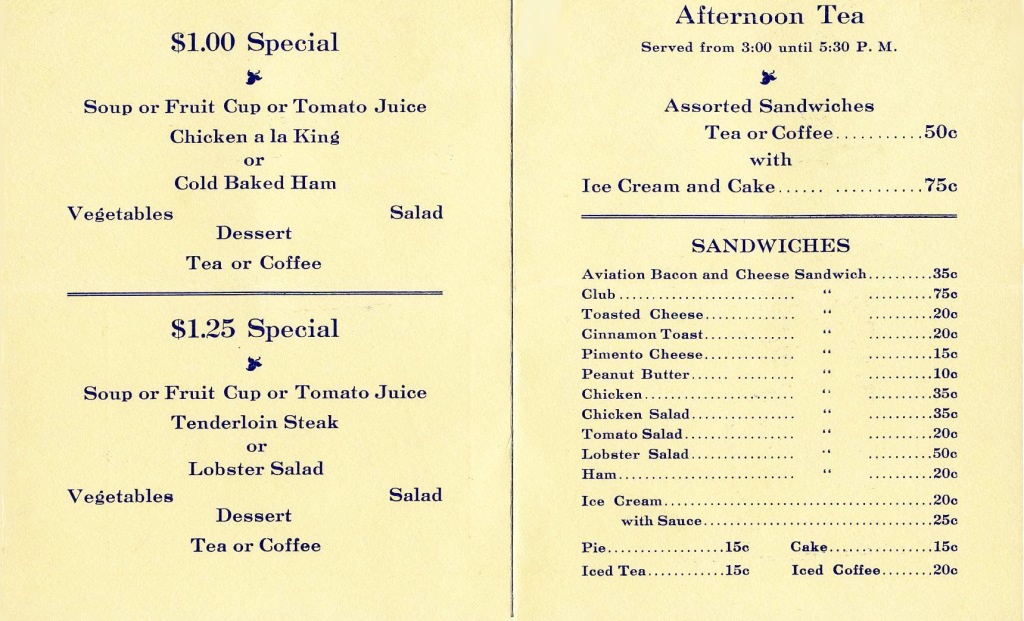 $1.00 Special
Soup or Fruit Cup or Tomato Juice
Chicken a la King
or
Cold Baked Ham
Vegetables Salad
Dessert
Tea or Coffee
$1.25 Special
Soup or Fruit Cup or Tomato Juice
Tenderloin Steak
or
Lobster Salad
Vegetables Salad
Dessert
Tea or Coffee
Afternoon Tea
Served from 3:00 until 5:30 P. M.
Assorted Sandwiches
Tea or Coffee..........50c
with
Ice Cream and Cake...... ..........75c
SANDWICHES
Aviation Bacon and Cheese Sandwich.........35c
Club.......................... “ .........75c
Toasted Cheese.............. “ .........20c
Cinnamon Toast.............. “ .........20c
Pimento Cheese.............. “ .........15c
Peanut Butter...... ......... “ .........10c
Chicken....................... “ .........35c
Chicken Salad................ “ .........35c
Tomato Salad................. “ .........20c
Lobster Salad................ “ .........50c
Ham.......................... “ .........20c
Ice Cream.........................................20c
with Sauce...................................25c
Pie.................15c Cake...............15c
Iced Tea...........15c Iced Coffee........20c